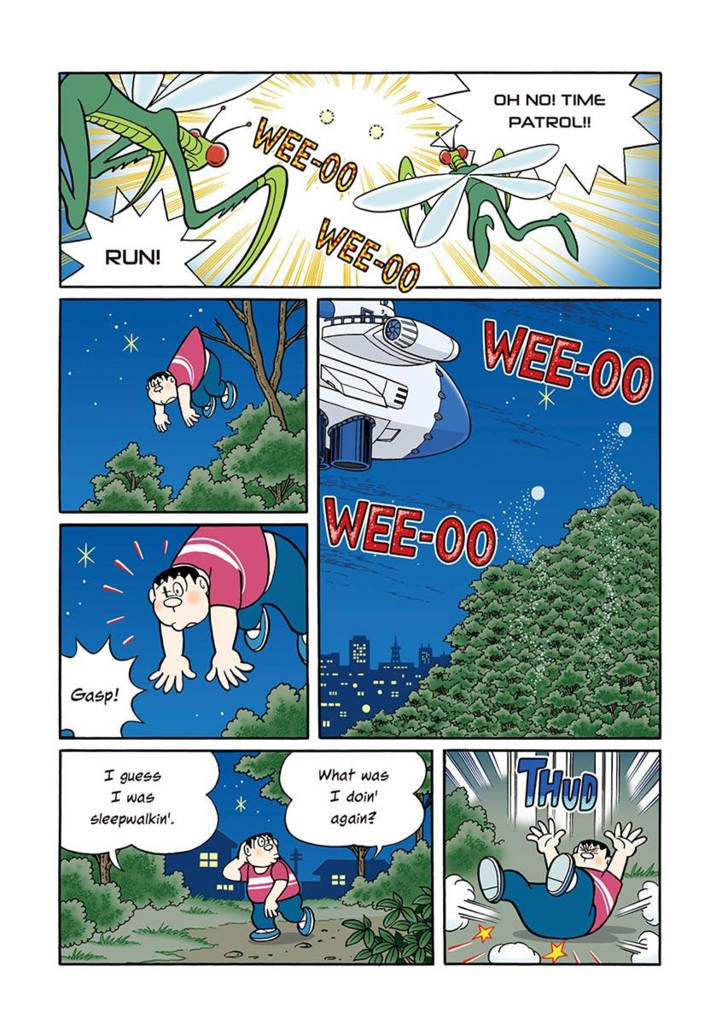 OH NO! TIME
PATROL!!
WEE-OO
WEE-OO
RUN!
WEE-OO
WEE-OO
Gasp!
THUD
What was
I doin'
again?
I guess
I was
sleepwalkin'.